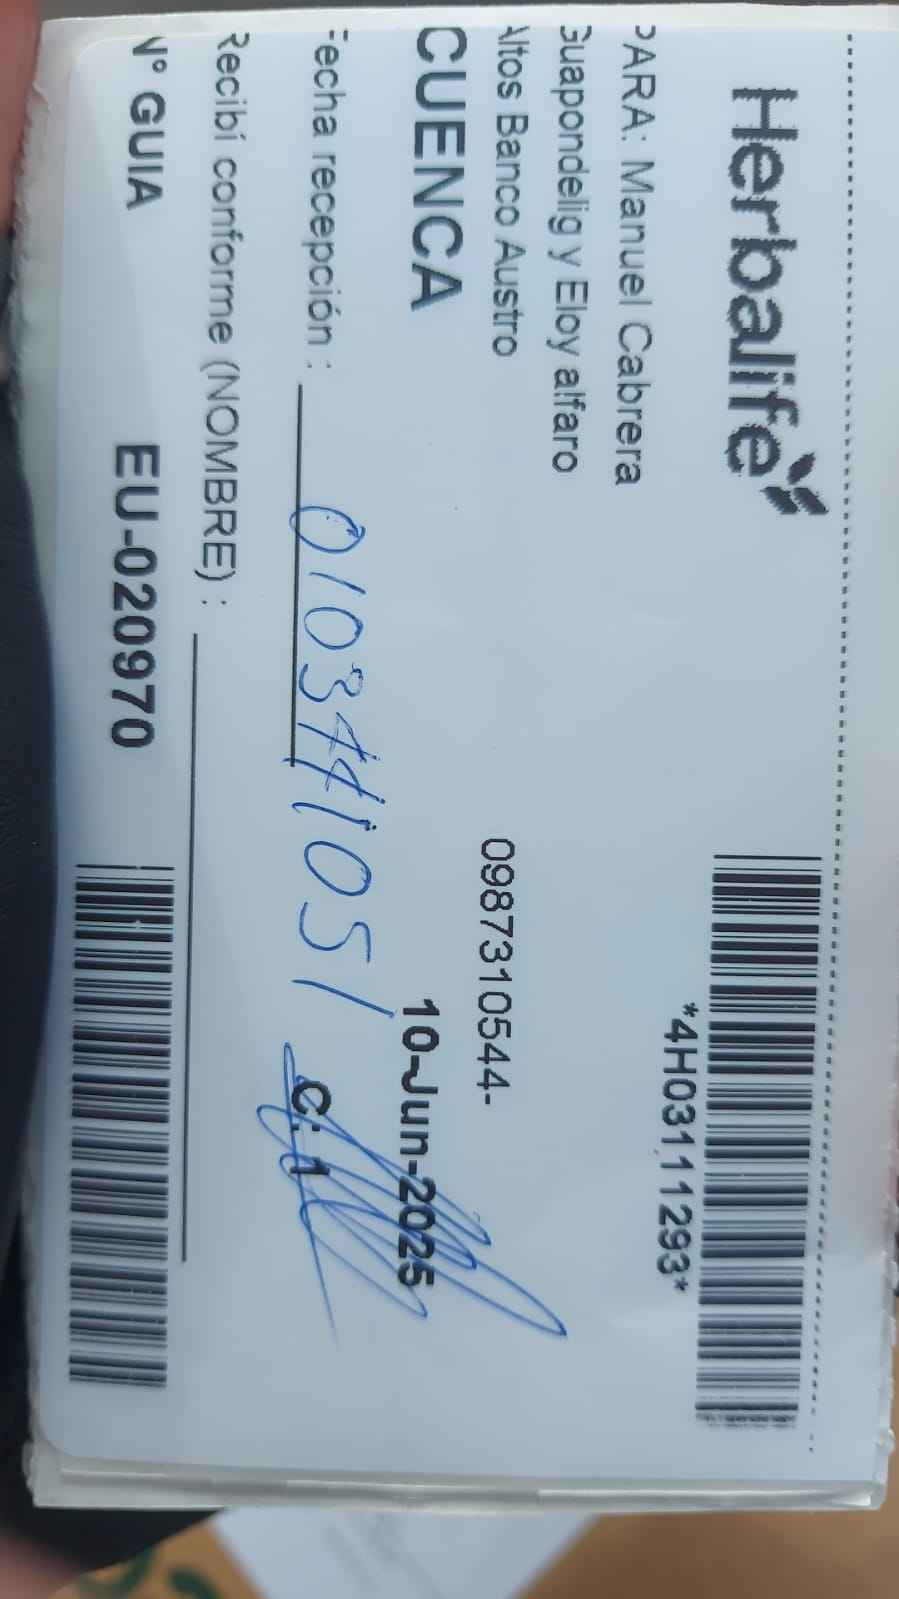 Herbalife
*4H03111293*
PARA: Manuel Cabrera
Guapondelig y Eloy alfaro
Altos Banco Austro
0987310544-
CUENCA
10-Jun-2025
Fecha recepción :
0103441051
C: 1
Recibí conforme (NOMBRE) :
N° GUIA
EU-020970